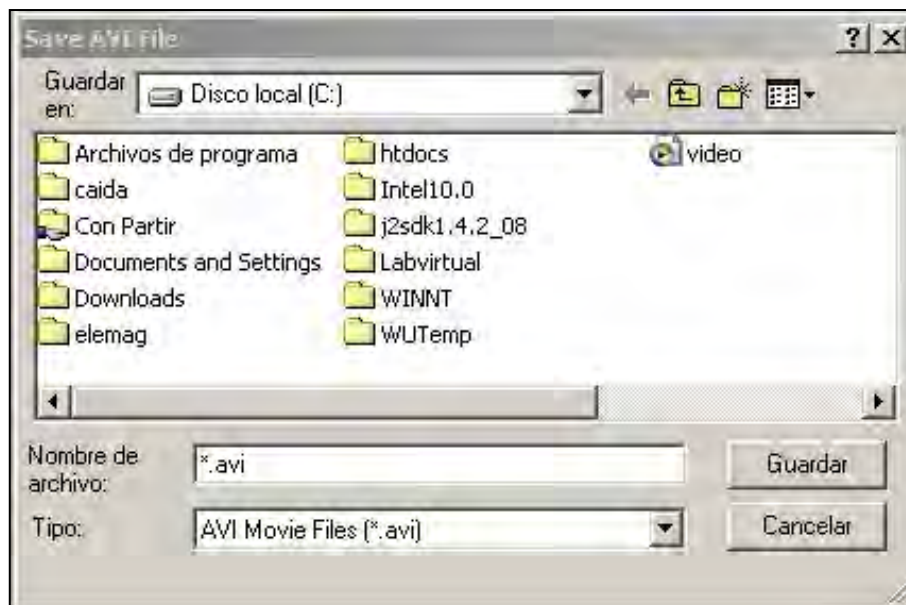 Save AVI File
Guardar en:
Disco local (C:)
Archivos de programa
caida
Con Partir
Documents and Settings
Downloads
elemag
htdocs
Intel10.0
j2sdk1.4.2_08
Labvirtual
WINNT
WUTemp
video
Nombre de archivo:
*.avi
Guardar
Tipo:
AVI Movie Files (*.avi)
Cancelar